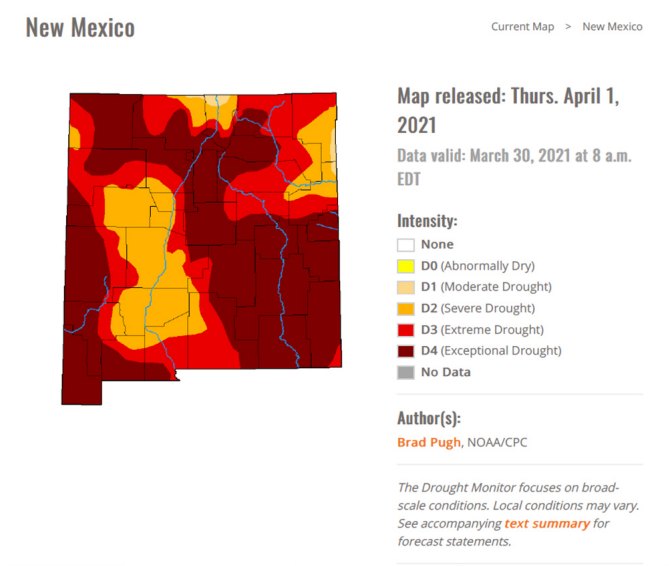 New Mexico
Current Map > New Mexico
Map released: Thurs. April 1,
2021
Data valid: March 30, 2021 at 8 a.m.
EDT
Intensity:
None
D0 (Abnormally Dry)
D1 (Moderate Drought)
D2 (Severe Drought)
D3 (Extreme Drought)
D4 (Exceptional Drought)
No Data
Author(s):
Brad Pugh, NOAA/CPC
The Drought Monitor focuses on broad-
scale conditions. Local conditions may vary.
See accompanying text summary for
forecast statements.